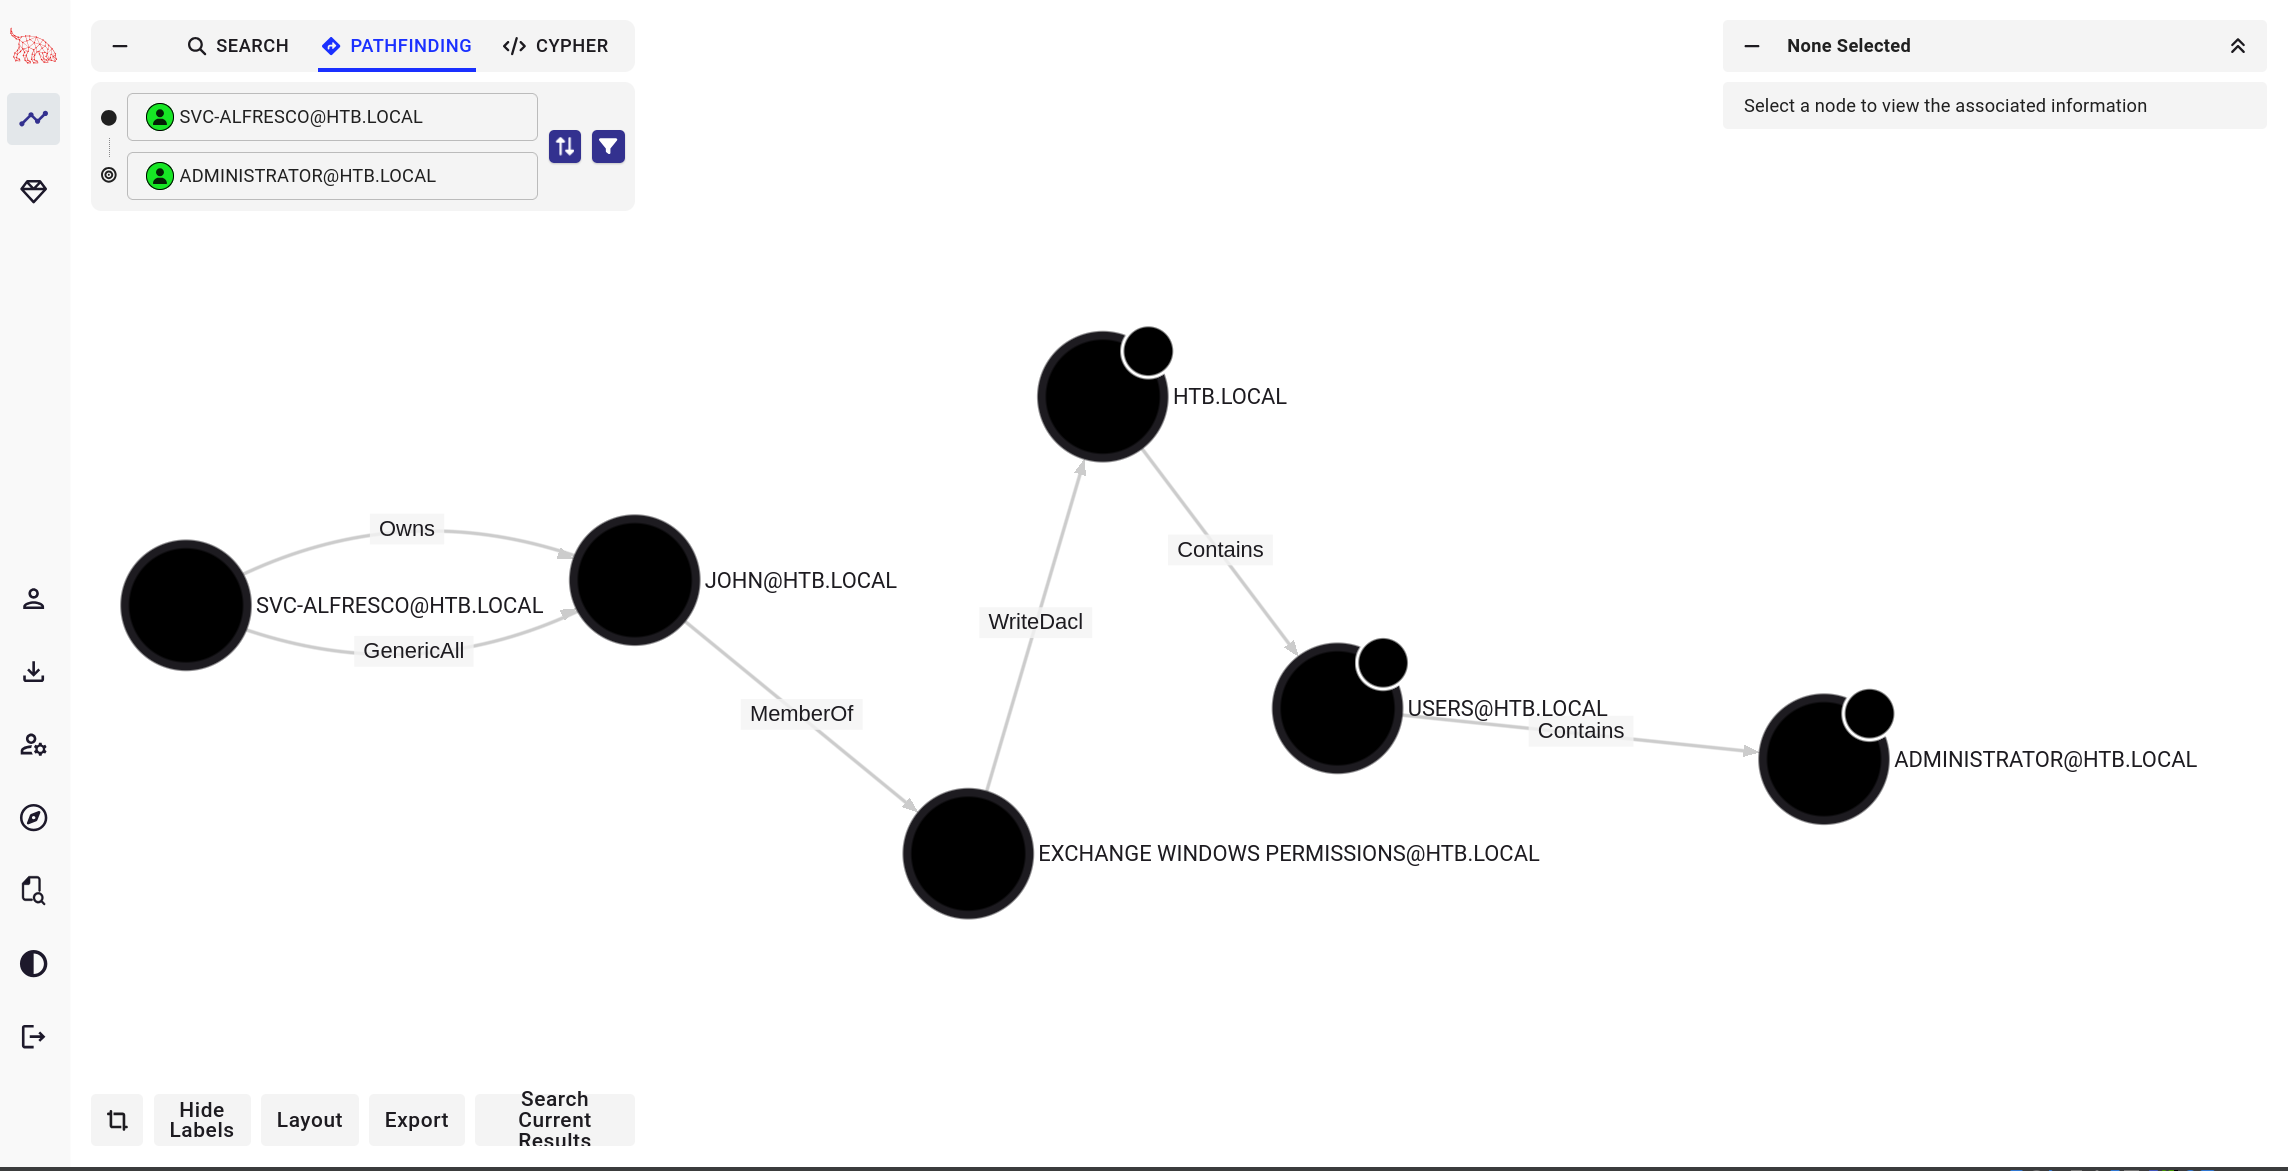 SEARCH
PATHFINDING
CYPHER
SVC-ALFRESCO@HTB.LOCAL
ADMINISTRATOR@HTB.LOCAL
None Selected
Select a node to view the associated information
HTB.LOCAL
Owns
Contains
JOHN@HTB.LOCAL
SVC-ALFRESCO@HTB.LOCAL
WriteDacl
GenericAll
MemberOf
USERS@HTB.LOCAL
Contains
ADMINISTRATOR@HTB.LOCAL
EXCHANGE WINDOWS PERMISSIONS@HTB.LOCAL
Hide
Labels
Layout
Export
Search
Current
Results